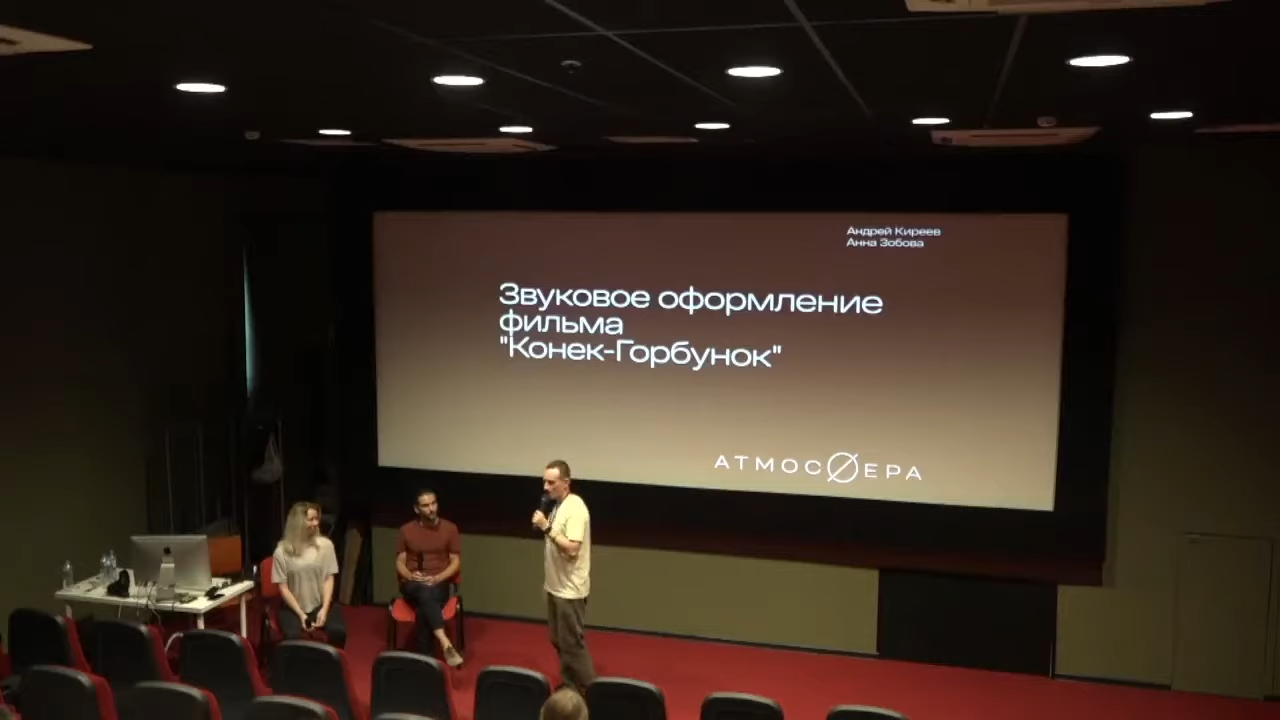 Андрей Киреев
Анна Зобова
Звуковое оформление
фильма
"Конек-Горбунок"
АТМОСФЕРА